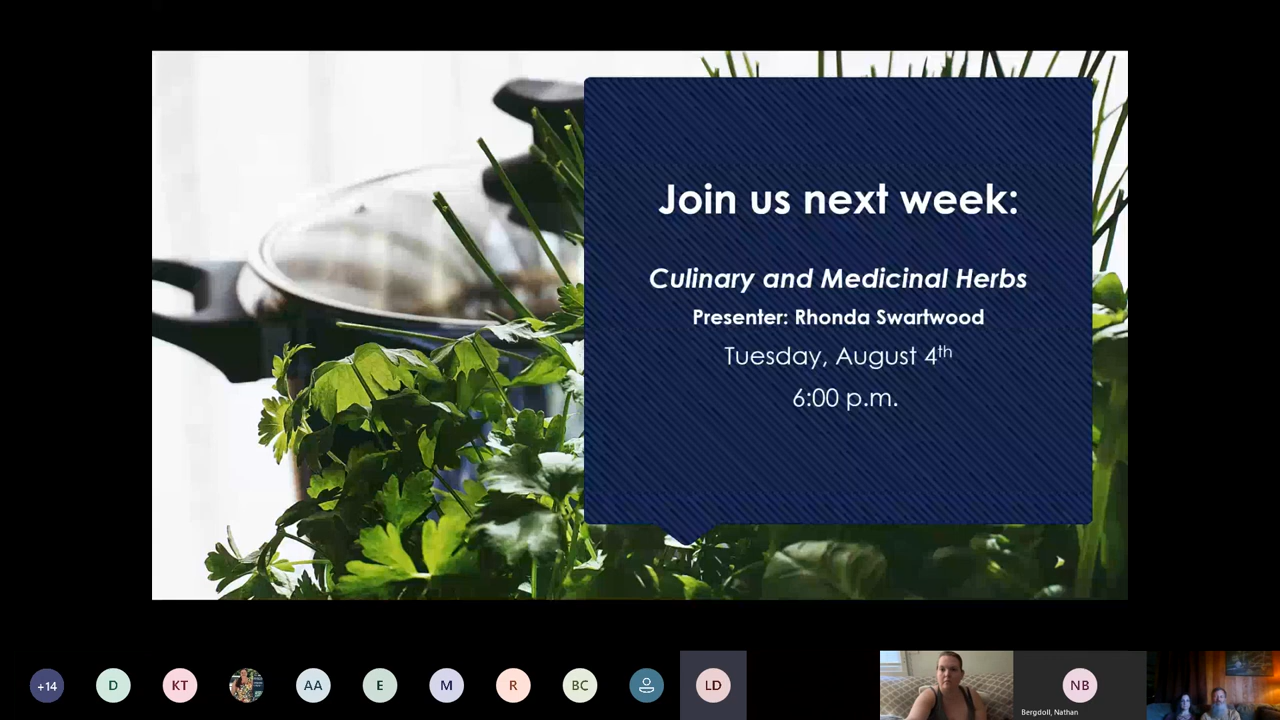 Join us next week:
Culinary and Medicinal Herbs
Presenter: Rhonda Swartwood
Tuesday, August 4th
6:00 p.m.
+14
D
KT
AA
E
M
R
BC
LD
NB
Bergdoll, Nathan